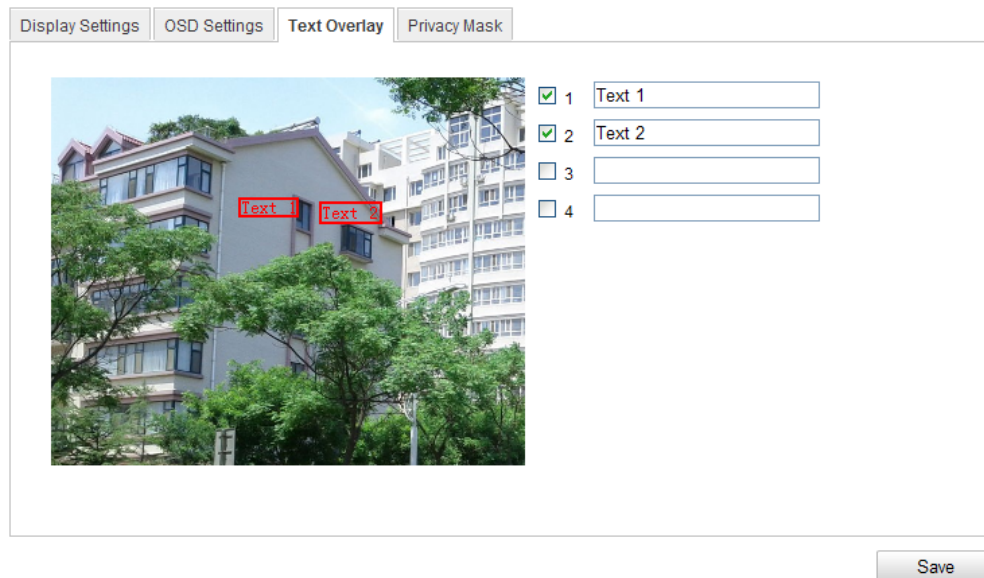 Display Settings OSD Settings Text Overlay Privacy Mask
1 Text 1
2 Text 2
3
4
Text 1 Text 2
Save